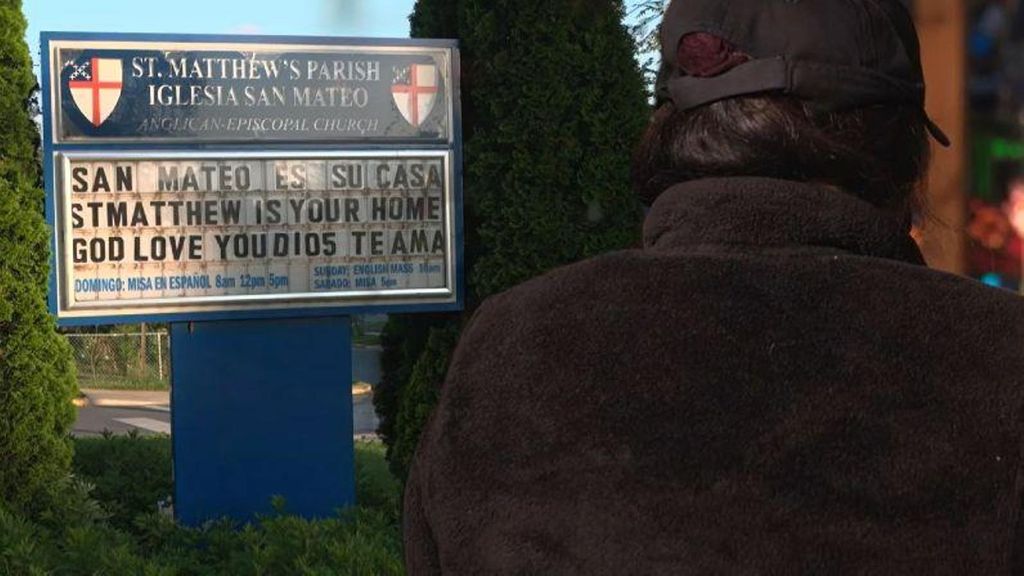 ST. MATTHEW'S PARISH
IGLESIA SAN MATEO
ANGLICAN-EPISCOPAL CHURCH
SAN MATEO ES SU CASA
STMATTHEW IS YOUR HOME
GOD LOVE YOU DIO5 TE AMA
DOMINGO: MISA EN ESPAÑOL 8am 12pm 5pm
SUNDAY: ENGLISH MASS 10am
SABADO: MISA 5pm